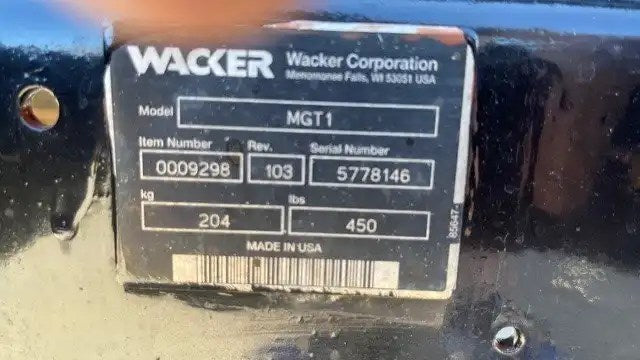 WACKER Wacker Corporation
Menomonee Falls, WI 53051 USA
Model MGT1
Item Number Rev. Serial Number
0009298 103 5778146
kg lbs
204 450
MADE IN USA
85647